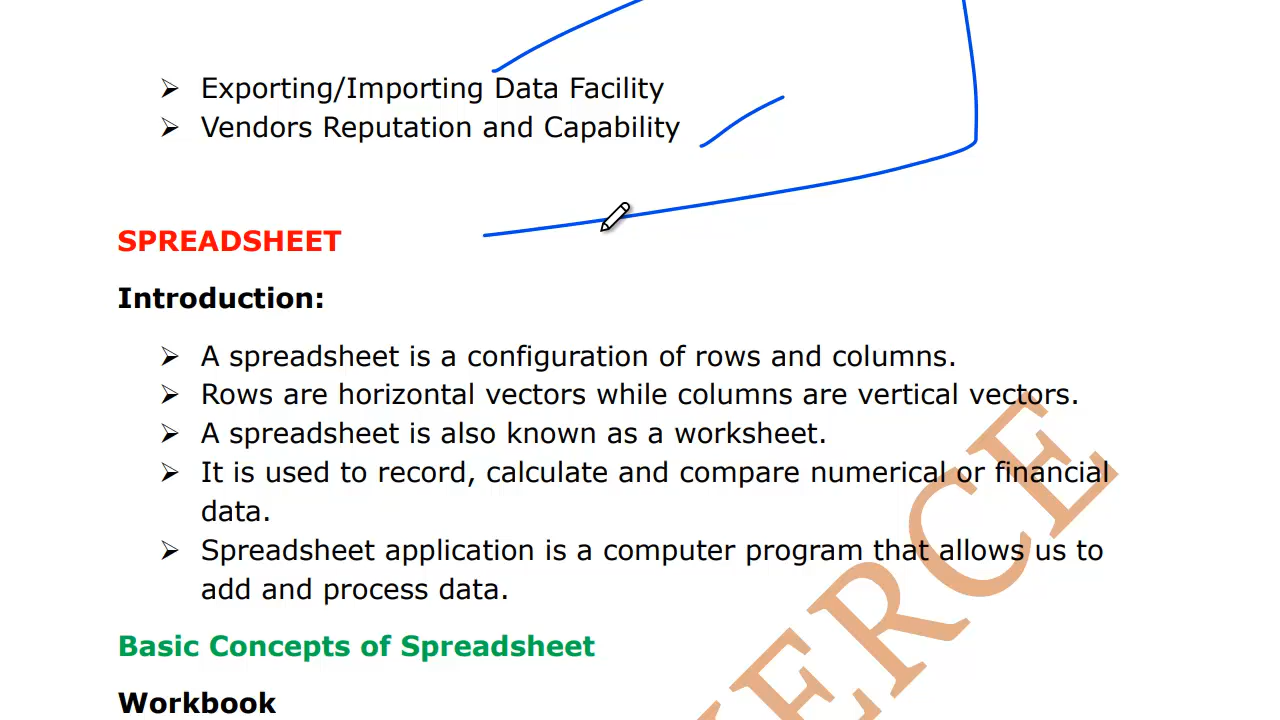 ➢ Exporting/Importing Data Facility
➢ Vendors Reputation and Capability
SPREADSHEET
Introduction:
➢ A spreadsheet is a configuration of rows and columns.
➢ Rows are horizontal vectors while columns are vertical vectors.
➢ A spreadsheet is also known as a worksheet.
➢ It is used to record, calculate and compare numerical or financial
data.
➢ Spreadsheet application is a computer program that allows us to
add and process data.
Basic Concepts of Spreadsheet
Workbook